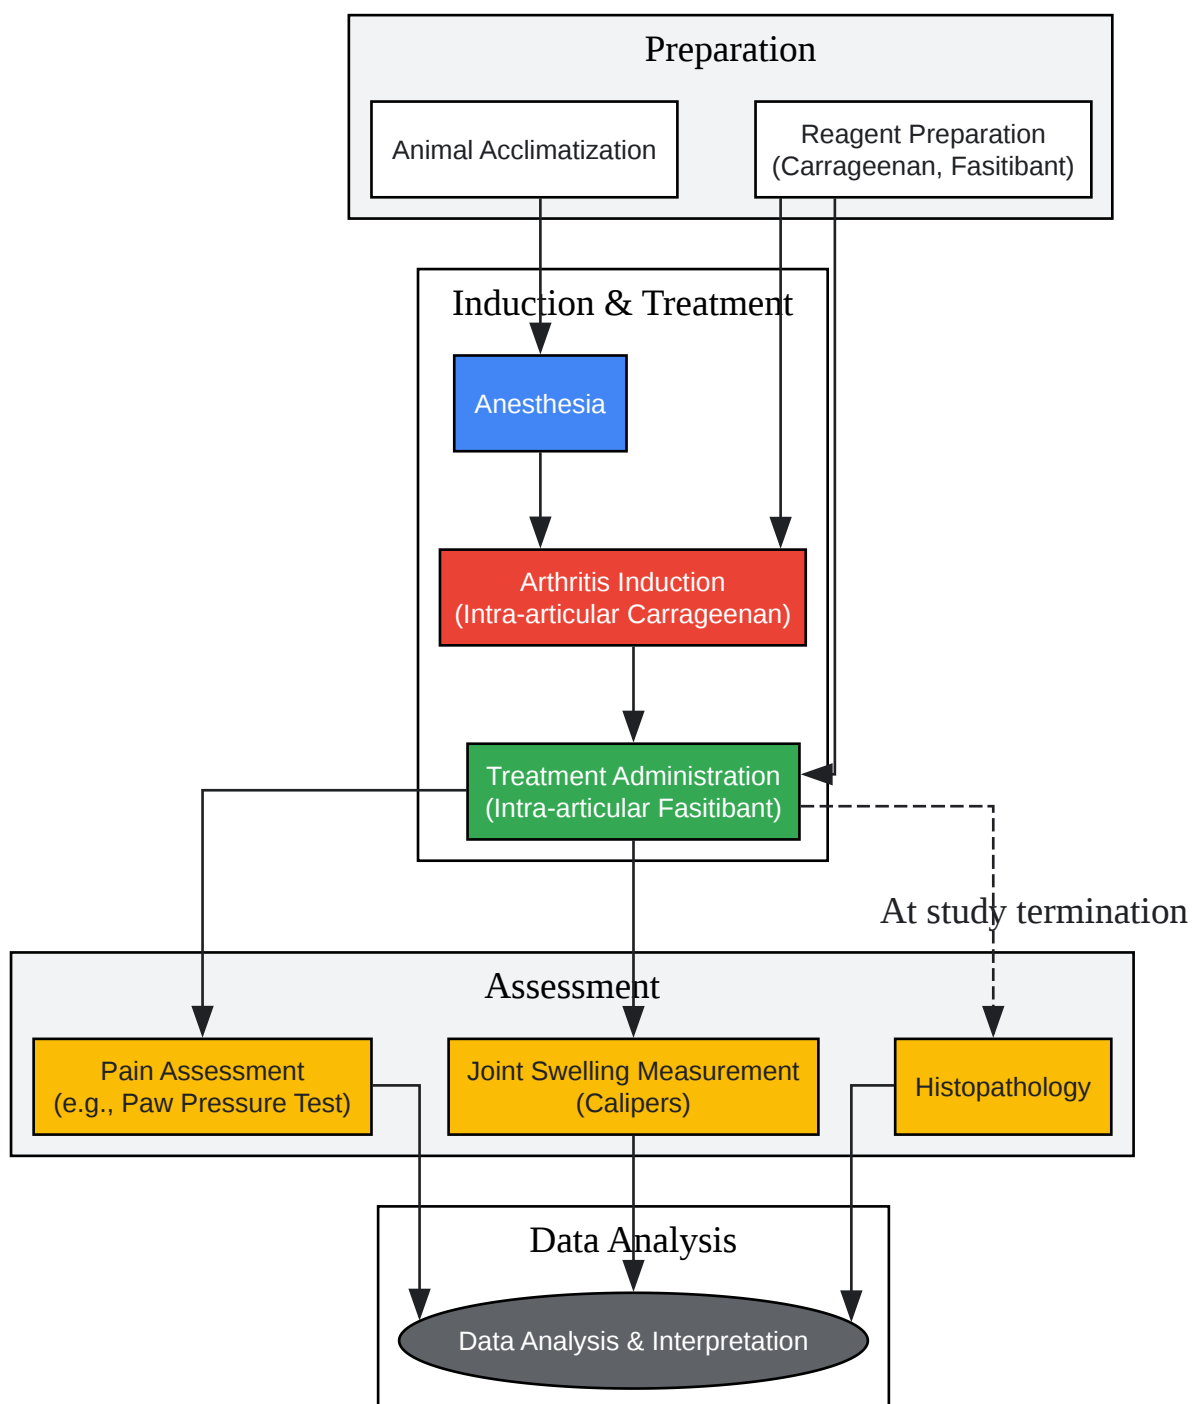 Preparation
Animal Acclimatization
Reagent Preparation
(Carrageenan, Fasitibant)
Induction & Treatment
Anesthesia
Arthritis Induction
(Intra-articular Carrageenan)
Treatment Administration
(Intra-articular Fasitibant)
At study termination
Assessment
Pain Assessment
(e.g., Paw Pressure Test)
Joint Swelling Measurement
(Calipers)
Histopathology
Data Analysis
Data Analysis & Interpretation